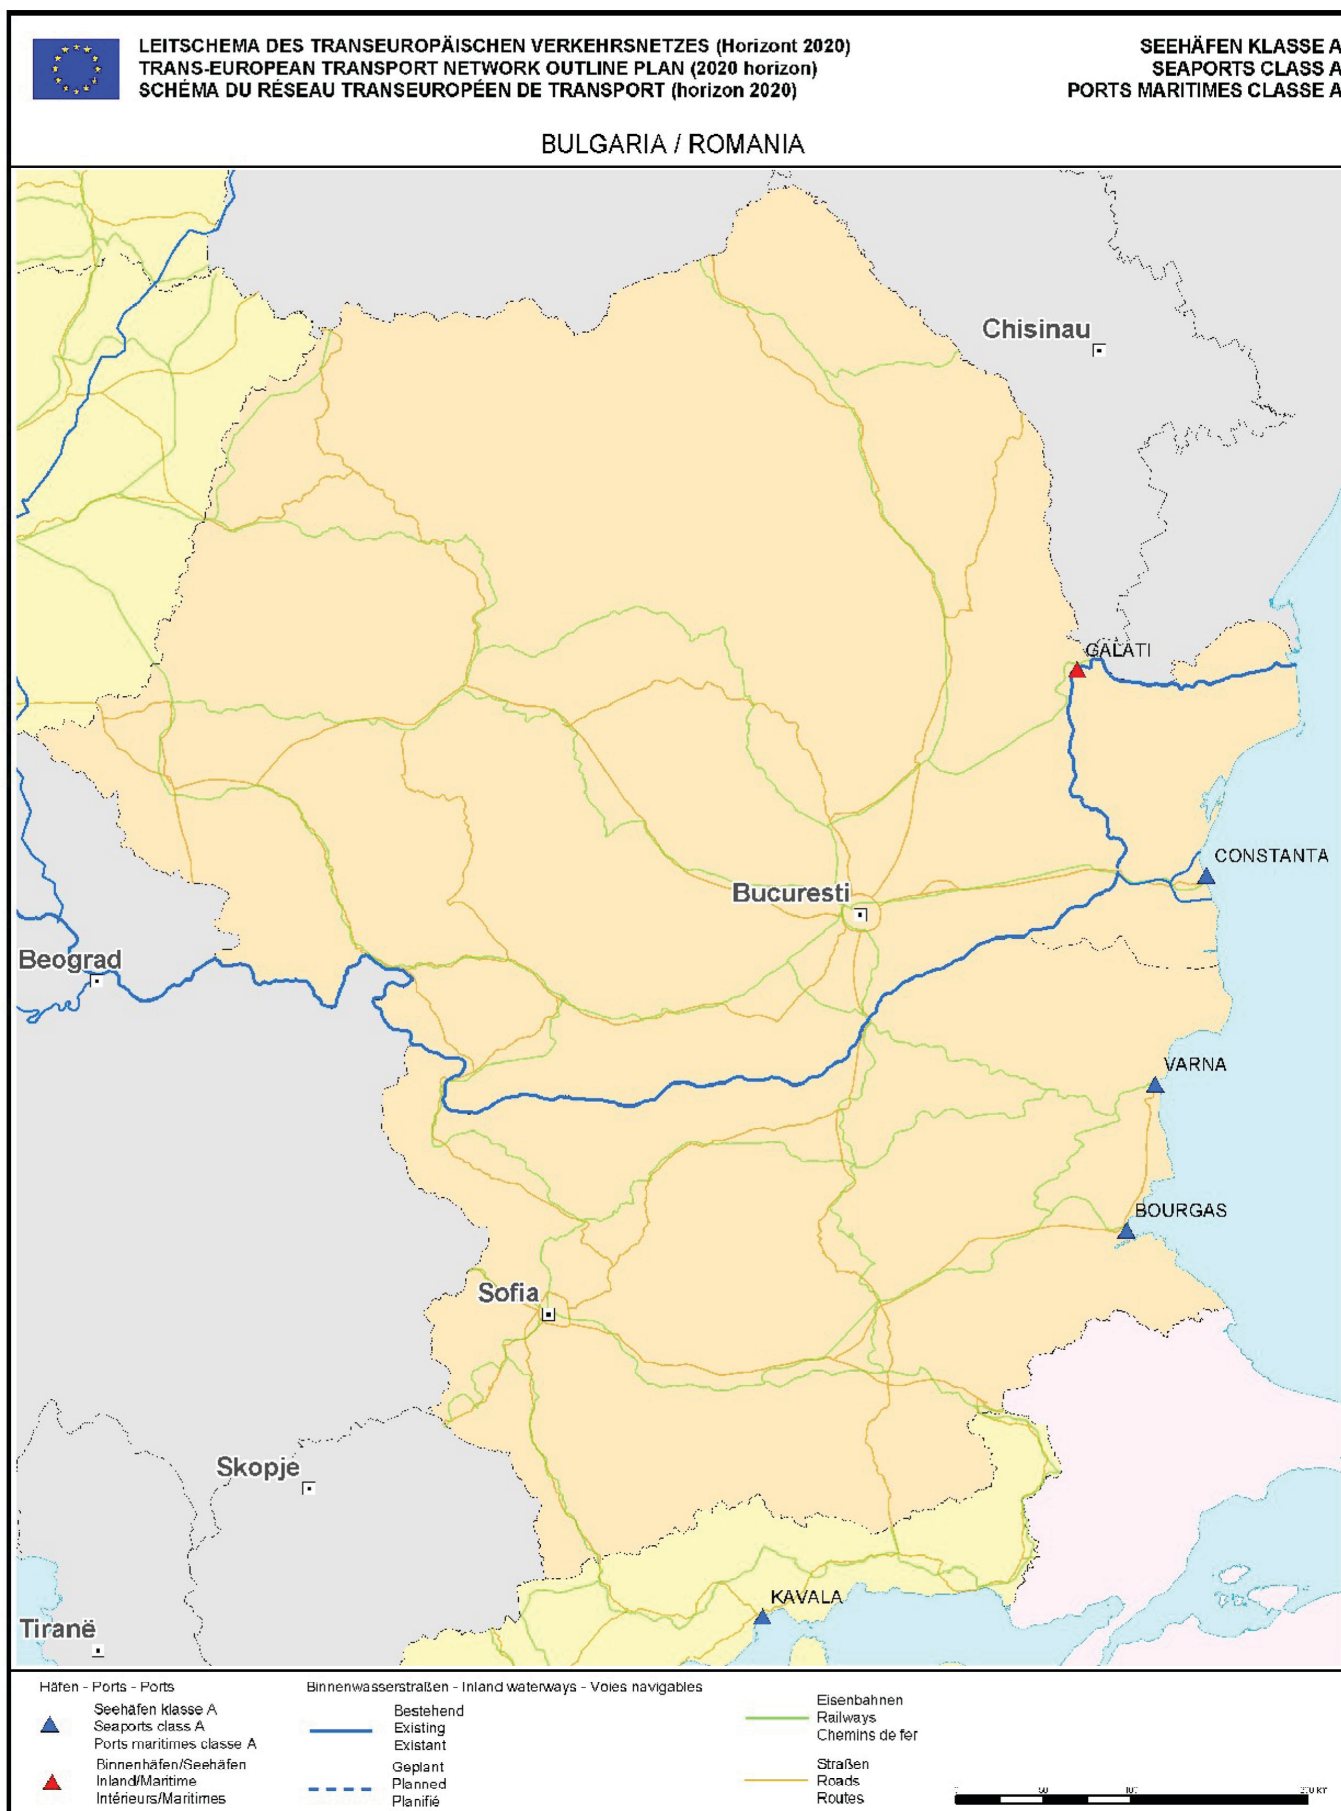 LEITSCHEMA DES TRANSEUROPÄISCHEN VERKEHRSNETZES (Horizont 2020)
TRANS-EUROPEAN TRANSPORT NETWORK OUTLINE PLAN (2020 horizon)
SCHÉMA DU RÉSEAU TRANSEUROPÉEN DE TRANSPORT (horizon 2020)
SEEHÄFEN KLASSE A
SEAPORTS CLASS A
PORTS MARITIMES CLASSE A
BULGARIA / ROMANIA
Chisinau
GALATI
CONSTANTA
Bucuresti
Beograd
VARNA
BOURGAS
Sofia
Skopje
KAVALA
Tiranë
Häfen - Ports - Ports
Seehäfen klasse A
Seaports class A
Ports maritimes classe A
Binnenhäfen/Seehäfen
Inland/Maritime
Intérieurs/Maritimes
Binnenwasserstraßen - Inland waterways - Voies navigables
Bestehend
Existing
Existant
Geplant
Planned
Planifié
Eisenbahnen
Railways
Chemins de fer
Straßen
Roads
Routes
50 100